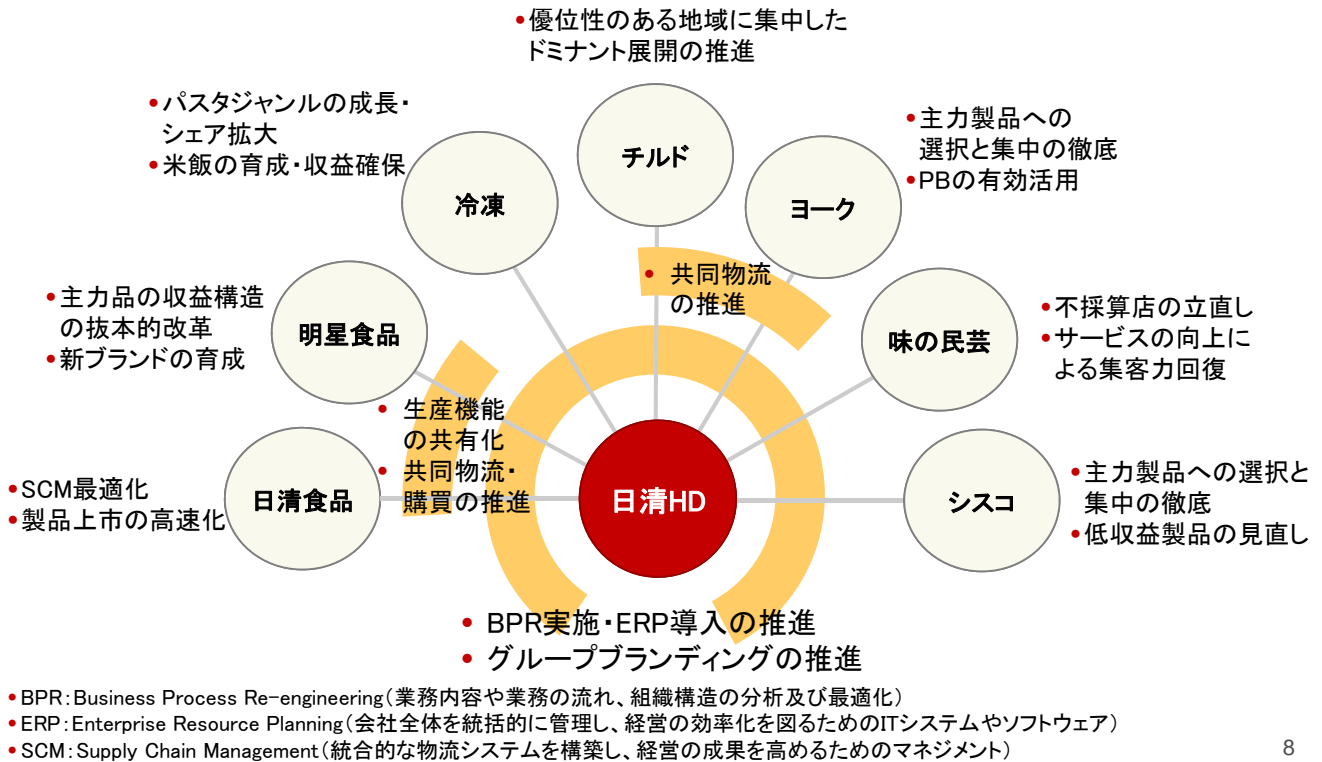 •優位性のある地域に集中した
ドミナント展開の推進
•パスタジャンルの成長・
シェア拡大
•米飯の育成・収益確保
チルド
•主力製品への
選択と集中の徹底
•PBの有効活用
冷凍
ヨーク
• 共同物流
の推進
•主力品の収益構造
の抜本的改革
•新ブランドの育成
明星食品
味の民芸
•不採算店の立直し
•サービスの向上に
よる集客力回復
• 生産機能
の共有化
• 共同物流・
購買の推進
•SCM最適化
•製品上市の高速化
日清食品
日清HD
シスコ
•主力製品への選択と
集中の徹底
•低収益製品の見直し
• BPR実施・ERP導入の推進
• グループブランディングの推進
•BPR：Business Process Re-engineering（業務内容や業務の流れ、組織構造の分析及び最適化）
•ERP：Enterprise Resource Planning（会社全体を統括的に管理し、経営の効率化を図るためのITシステムやソフトウェア）
•SCM：Supply Chain Management（統合的な物流システムを構築し、経営の成果を高めるためのマネジメント）
8